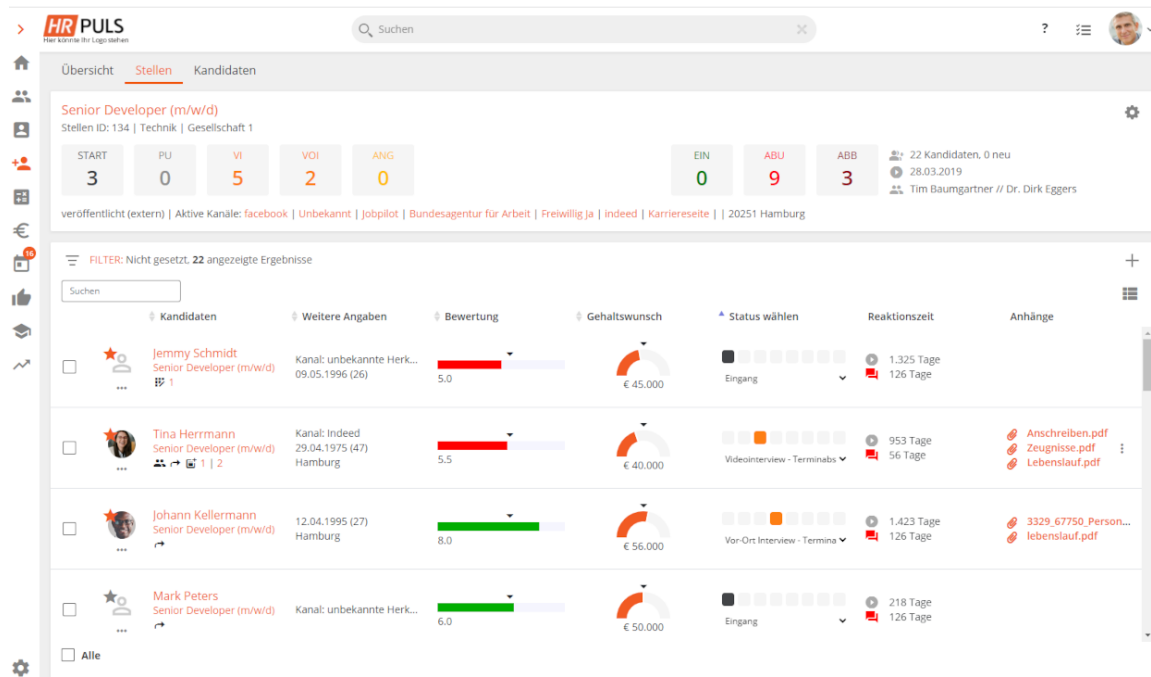 HR PULS
Hier könnte Ihr Logo stehen
Suchen
?
Übersicht Stellen Kandidaten
Senior Developer (m/w/d)
Stellen ID: 134 | Technik | Gesellschaft 1
START PU VI VOI ANG EIN ABU ABB
3 0 5 2 0 0 9 3
22 Kandidaten, 0 neu
28.03.2019
Tim Baumgartner // Dr. Dirk Eggers
veröffentlicht (extern) | Aktive Kanäle: facebook | Unbekannt | Jobpilot | Bundesagentur für Arbeit | Freiwillig Ja | indeed | Karriereseite | | 20251 Hamburg
16
FILTER: Nicht gesetzt, 22 angezeigte Ergebnisse
Suchen
Kandidaten Weitere Angaben Bewertung Gehaltswunsch Status wählen Reaktionszeit Anhänge
Jemmy Schmidt
Senior Developer (m/w/d)
1
Kanal: unbekannte Herk...
09.05.1996 (26)
5.0
€ 45.000
Eingang
1.325 Tage
126 Tage
Tina Herrmann
Senior Developer (m/w/d)
1 | 2
Kanal: Indeed
29.04.1975 (47)
Hamburg
5.5
€ 40.000
Videointerview - Terminabs
953 Tage
56 Tage
Anschreiben.pdf
Zeugnisse.pdf
Lebenslauf.pdf
Johann Kellermann
Senior Developer (m/w/d)
12.04.1995 (27)
Hamburg
8.0
€ 56.000
Vor-Ort Interview - Termina
1.423 Tage
126 Tage
3329_67750_Person...
lebenslauf.pdf
Mark Peters
Senior Developer (m/w/d)
Kanal: unbekannte Herk...
6.0
€ 50.000
Eingang
218 Tage
126 Tage
Alle